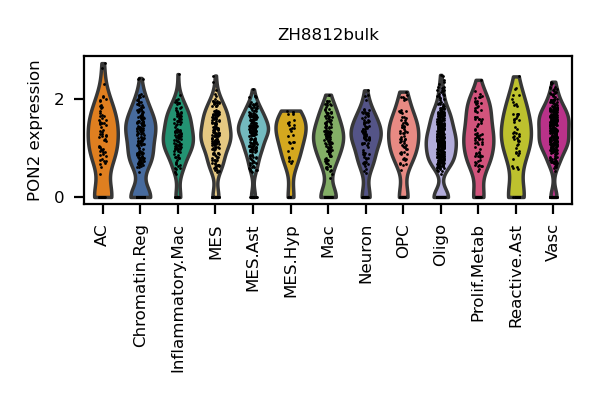 ZH8812bulk
PON2 expression
2
0
AC
Chromatin.Reg
Inflammatory.Mac
MES
MES.Ast
MES.Hyp
Mac
Neuron
OPC
Oligo
Prolif.Metab
Reactive.Ast
Vasc